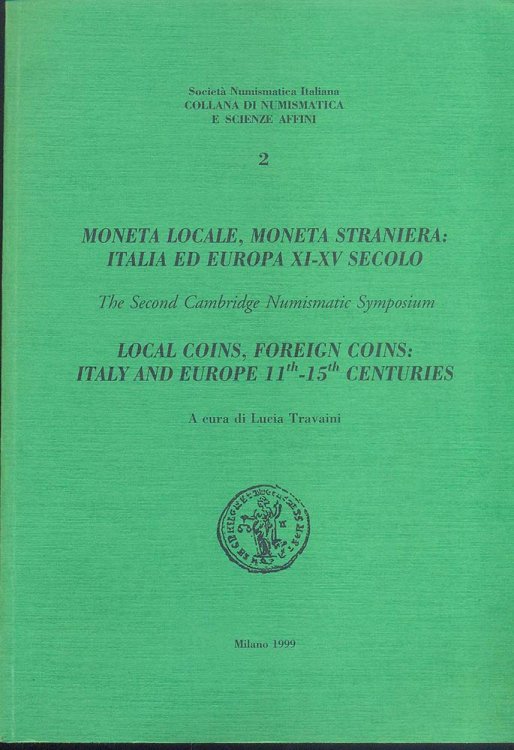 Società Numismatica Italiana
COLLANA DI NUMISMATICA
E SCIENZE AFFINI
2
MONETA LOCALE, MONETA STRANIERA:
ITALIA ED EUROPA XI-XV SECOLO
The Second Cambridge Numismatic Symposium
LOCAL COINS, FOREIGN COINS:
ITALY AND EUROPE 11th-15th CENTURIES
A cura di Lucia Travaini
Milano 1999